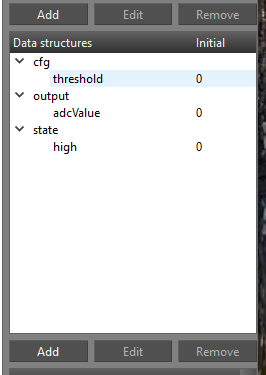 Add Edit Remove
Data structures Initial
cfg
threshold 0
output
adcValue 0
state
high 0
Add Edit Remove